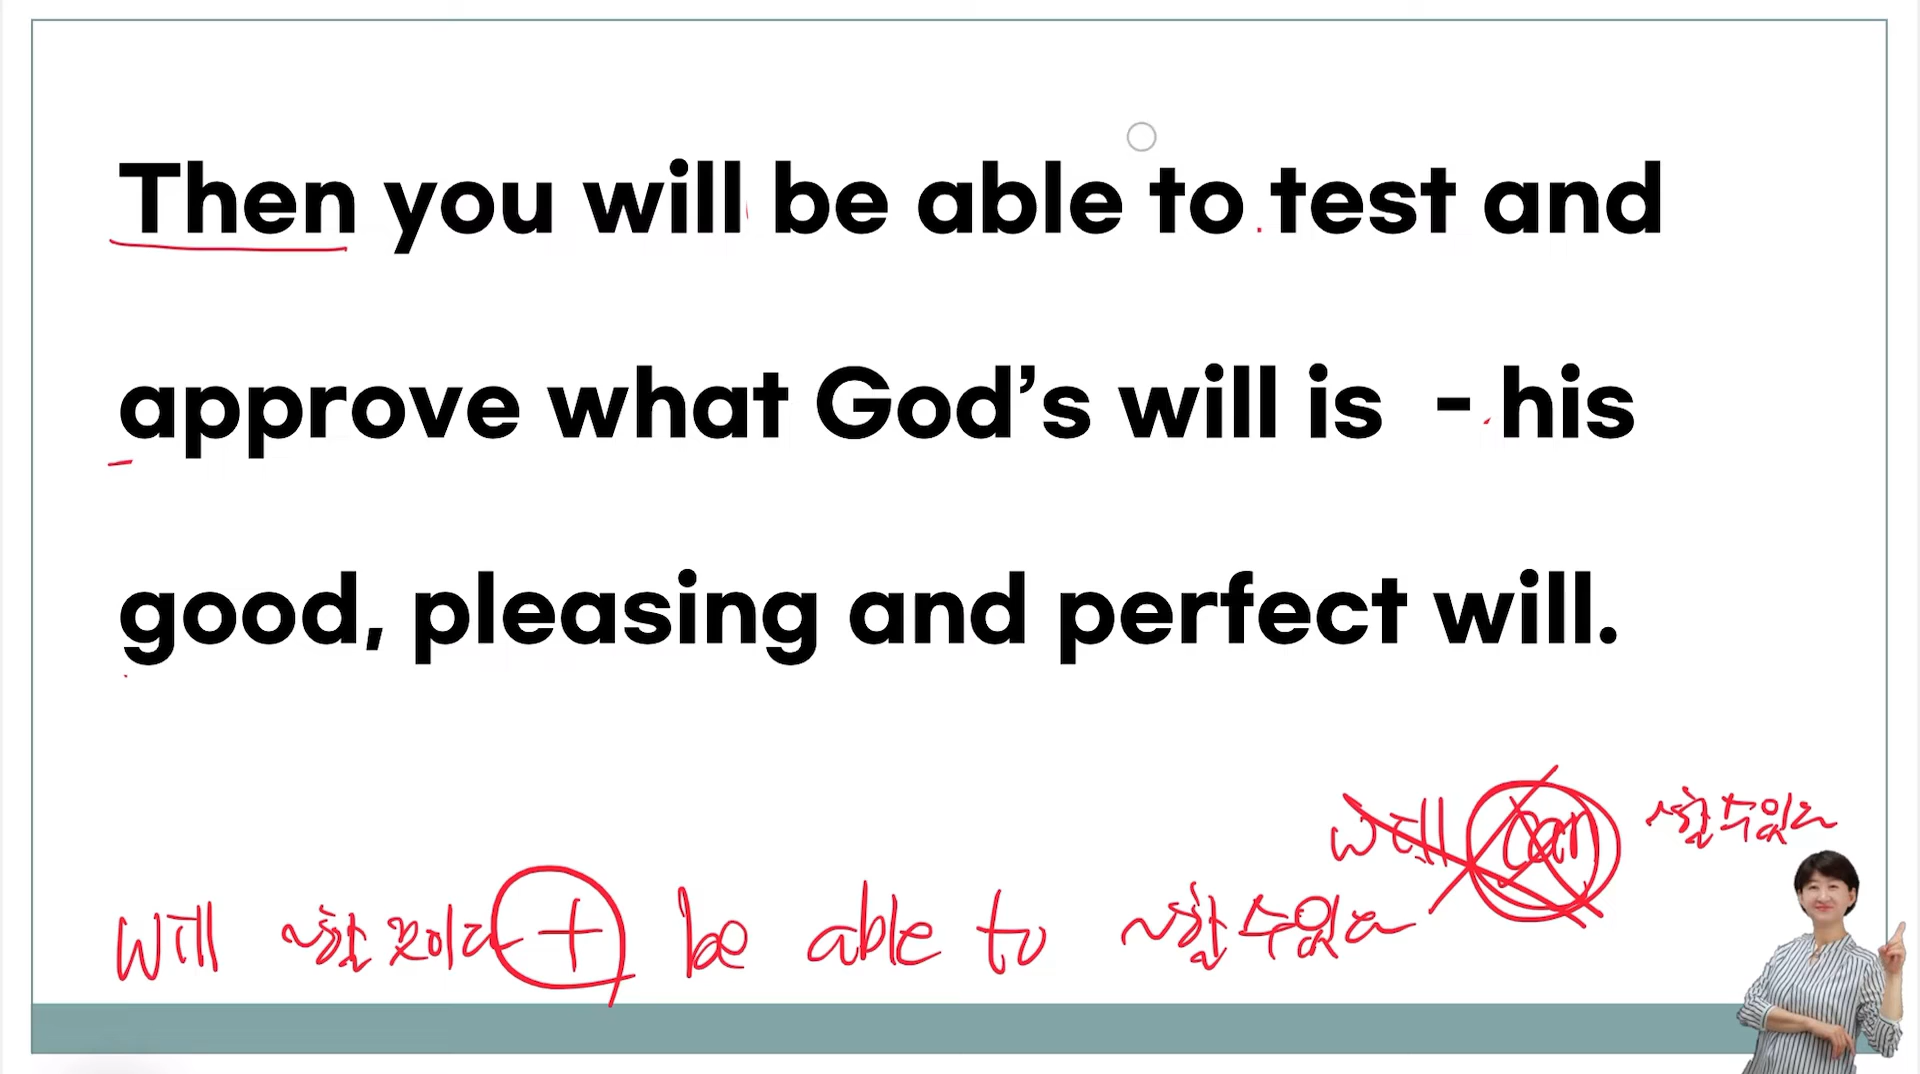 Then you will be able to test and
approve what God’s will is - his
good, pleasing and perfect will.
will can ~할 수 있다
will ~할 것이다 + be able to ~할 수 있다